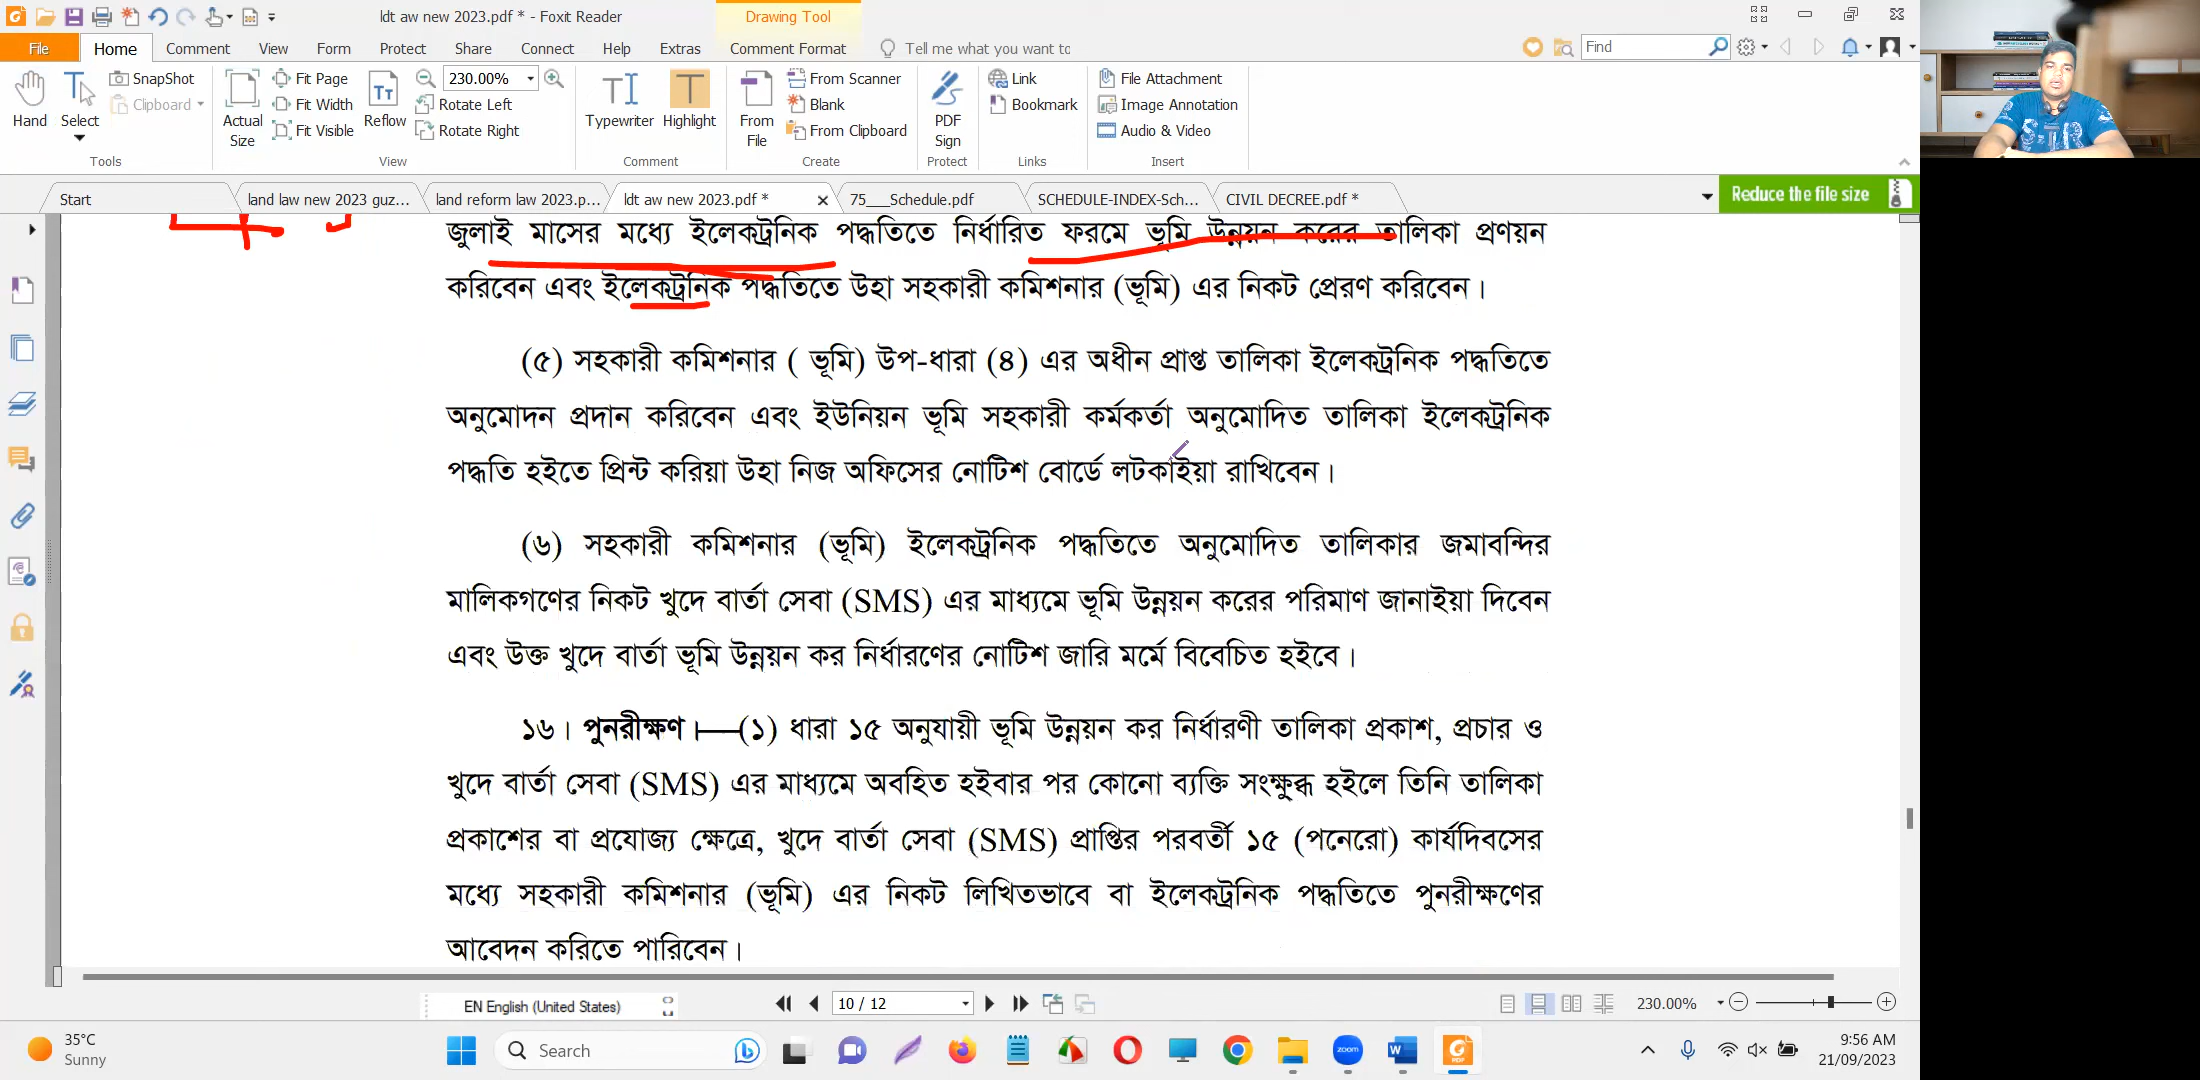 ldt aw new 2023.pdf * - Foxit Reader
Drawing Tool
File Home Comment View Form Protect Share Connect Help Extras Comment Format Tell me what you want to
Find
SnapShot
Clipboard
Hand
Select
Tools
Actual Size
Fit Page
Fit Width
Fit Visible
Reflow
230.00%
Rotate Left
Rotate Right
View
Typewriter
Highlight
Comment
From File
From Scanner
Blank
From Clipboard
Create
PDF Sign
Protect
Link
Bookmark
Links
File Attachment
Image Annotation
Audio & Video
Insert
Start
land law new 2023 guz...
land reform law 2023.p...
ldt aw new 2023.pdf *
75___Schedule.pdf
SCHEDULE-INDEX-Sch...
CIVIL DECREE.pdf *
Reduce the file size
জুলাই মাসের মধ্যে ইলেকট্রনিক পদ্ধতিতে নির্ধারিত ফরমে ভূমি উন্নয়ন করের তালিকা প্রণয়ন
করিবেন এবং ইলেকট্রনিক পদ্ধতিতে উহা সহকারী কমিশনার (ভূমি) এর নিকট প্রেরণ করিবেন।
(৫) সহকারী কমিশনার ( ভূমি) উপ-ধারা (৪) এর অধীন প্রাপ্ত তালিকা ইলেকট্রনিক পদ্ধতিতে
অনুমোদন প্রদান করিবেন এবং ইউনিয়ন ভূমি সহকারী কর্মকর্তা অনুমোদিত তালিকা ইলেকট্রনিক
পদ্ধতি হইতে প্রিন্ট করিয়া উহা নিজ অফিসের নোটিশ বোর্ডে লটকাইয়া রাখিবেন।
(৬) সহকারী কমিশনার (ভূমি) ইলেকট্রনিক পদ্ধতিতে অনুমোদিত তালিকার জমাবন্দির
মালিকগণের নিকট খুদে বার্তা সেবা (SMS) এর মাধ্যমে ভূমি উন্নয়ন করের পরিমাণ জানাইয়া দিবেন
এবং উক্ত খুদে বার্তা ভূমি উন্নয়ন কর নির্ধারণের নোটিশ জারি মর্মে বিবেচিত হইবে।
১৬। পুনরীক্ষণ।—(১) ধারা ১৫ অনুযায়ী ভূমি উন্নয়ন কর নির্ধারণী তালিকা প্রকাশ, প্রচার ও
খুদে বার্তা সেবা (SMS) এর মাধ্যমে অবহিত হইবার পর কোনো ব্যক্তি সংক্ষুব্ধ হইলে তিনি তালিকা
প্রকাশের বা প্রযোজ্য ক্ষেত্রে, খুদে বার্তা সেবা (SMS) প্রাপ্তির পরবর্তী ১৫ (পনেরো) কার্যদিবসের
মধ্যে সহকারী কমিশনার (ভূমি) এর নিকট লিখিতভাবে বা ইলেকট্রনিক পদ্ধতিতে পুনরীক্ষণের
আবেদন করিতে পারিবেন।
EN English (United States)
10 / 12
230.00%
35°C
Sunny
Search
zoom
9:56 AM
21/09/2023